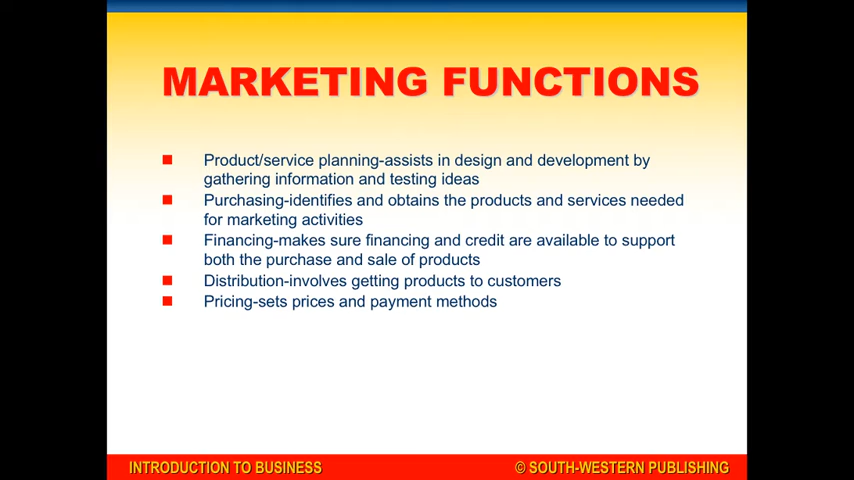 MARKETING FUNCTIONS
Product/service planning-assists in design and development by
gathering information and testing ideas
Purchasing-identifies and obtains the products and services needed
for marketing activities
Financing-makes sure financing and credit are available to support
both the purchase and sale of products
Distribution-involves getting products to customers
Pricing-sets prices and payment methods
INTRODUCTION TO BUSINESS
© SOUTH-WESTERN PUBLISHING